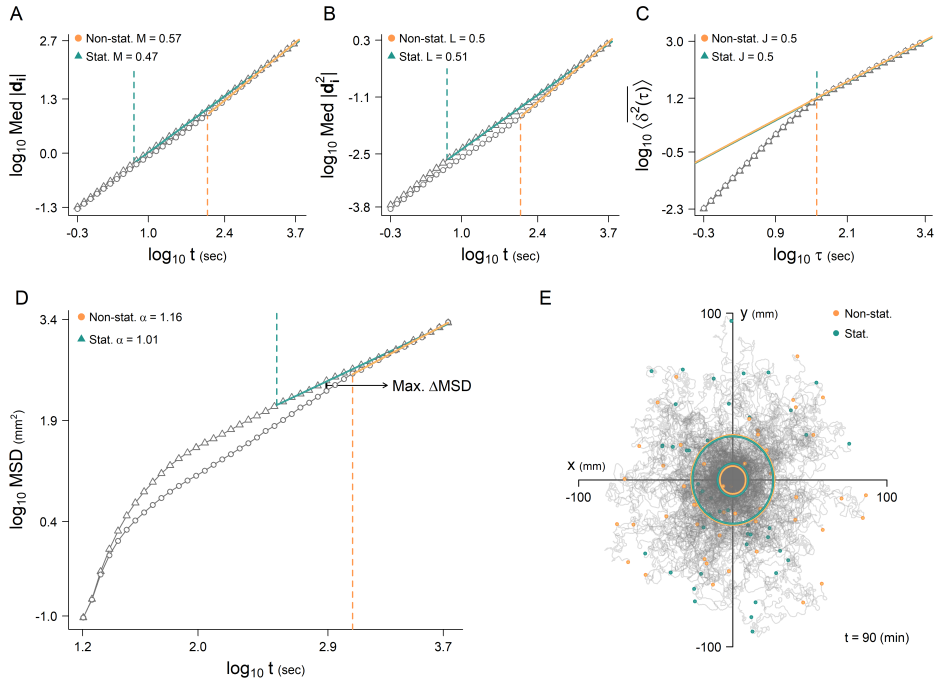 A
Non-stat. M = 0.57
Stat. M = 0.47
2.7
1.3
0.0
-1.3
log10 Med |di|
-0.3
1.0
2.4
3.7
log10 t (sec)
B
Non-stat. L = 0.5
Stat. L = 0.51
0.3
-1.1
-2.5
-3.8
log10 Med |di²|
-0.3
1.0
2.4
3.7
log10 t (sec)
C
Non-stat. J = 0.5
Stat. J = 0.5
3.0
1.2
-0.5
-2.3
log10 ⟨δ²(τ)⟩
-0.3
0.9
2.1
3.4
log10 τ (sec)
D
Non-stat. α = 1.16
Stat. α = 1.01
3.4
1.9
0.4
-1.0
log10 MSD (mm²)
Max. ΔMSD
1.2
2.0
2.9
3.7
log10 t (sec)
E
100
y (mm)
Non-stat.
Stat.
x (mm)
-100
100
-100
t = 90 (min)